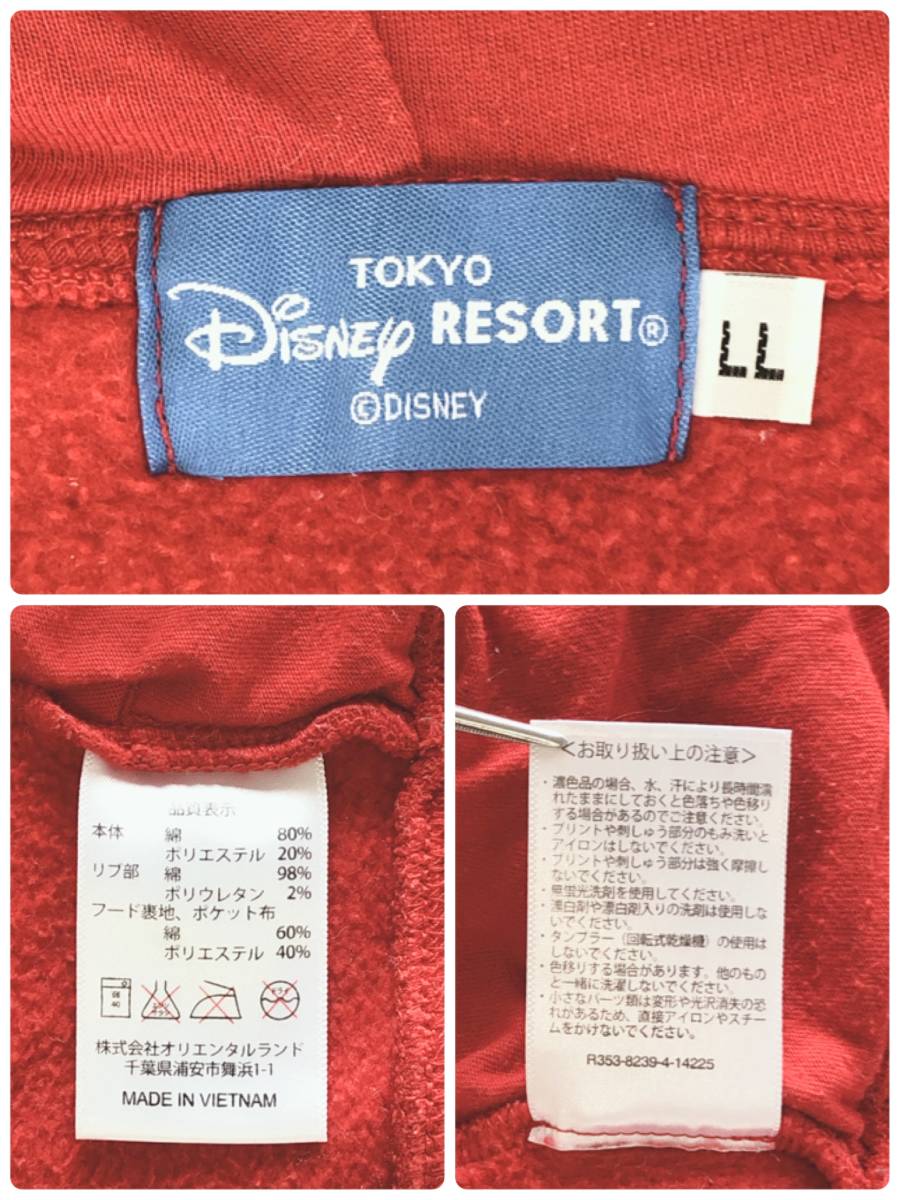 TOKYO
Disney RESORT®
©DISNEY
LL
品質表示
本体 綿 80%
ポリエステル 20%
リブ部 綿 98%
ポリウレタン 2%
フード裏地、ポケット布
綿 60%
ポリエステル 40%
40
株式会社オリエンタルランド
千葉県浦安市舞浜1-1
MADE IN VIETNAM
<お取り扱い上の注意>
・濃色品の場合、水、汗により長時間濡
れたままにしておくと色落ちや色移り
する場合があるのでご注意ください。
・プリントや刺しゅう部分のもみ洗いと
アイロンはしないでください。
・プリントや刺しゅう部分は強く摩擦し
ないでください。
・無蛍光洗剤を使用してください。
・漂白剤や漂白剤入りの洗剤は使用しな
いでください。
・タンブラー(回転式乾燥機)の使用は
しないでください。
・色移りする場合があります。他のもの
と一緒に洗濯しないでください。
・小さなパーツ類は変形や光沢消失の恐
れがあるため、直接アイロンやスチー
ムをかけないでください。
R353-8239-4-14225